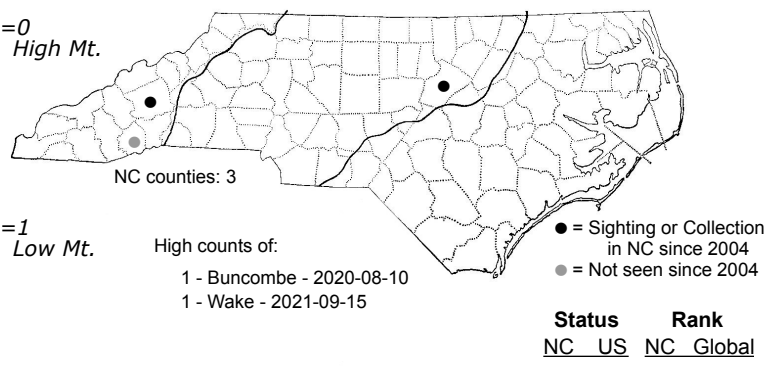 =0
High Mt.
NC counties: 3
=1
Low Mt.
High counts of:
1 - Buncombe - 2020-08-10
1 - Wake - 2021-09-15
● = Sighting or Collection
in NC since 2004
● = Not seen since 2004
Status Rank
NC US NC Global